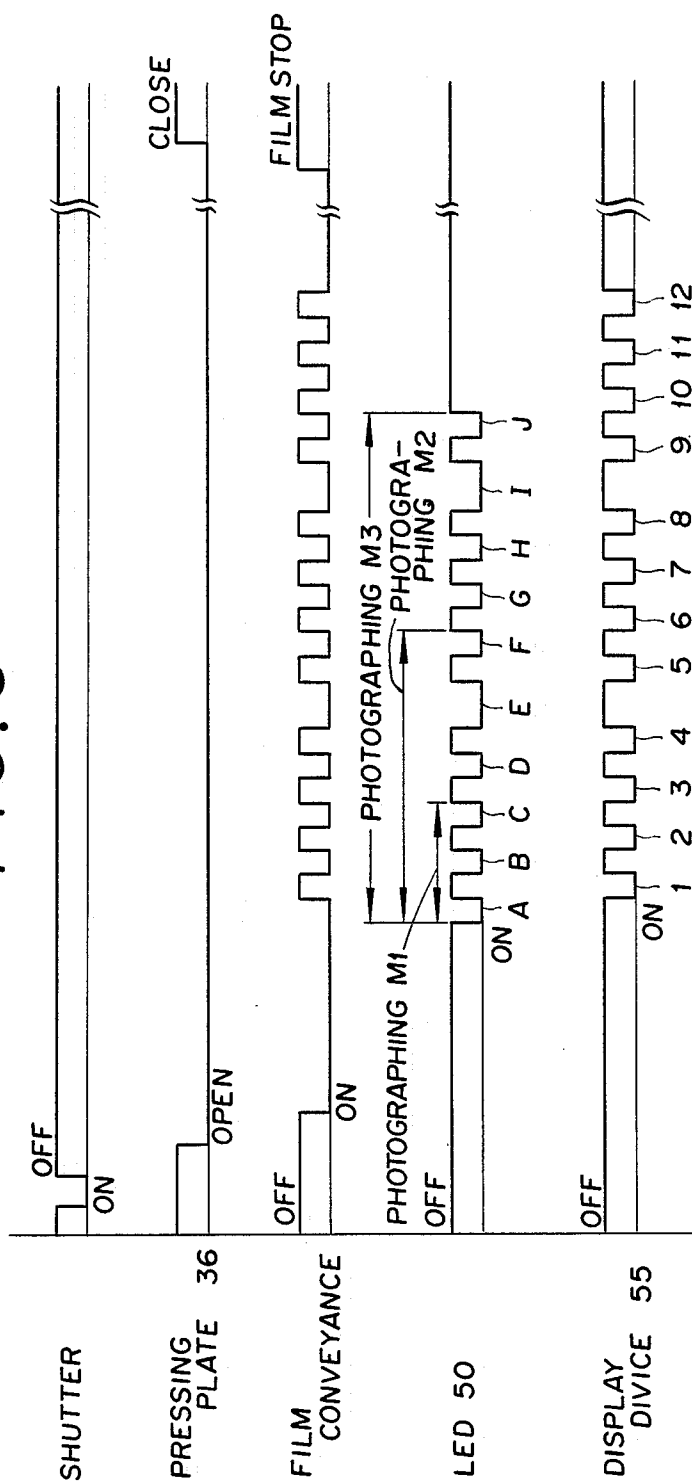 SHUTTER
OFF
ON
PRESSING
PLATE 36
OPEN
CLOSE
FILM
CONVEYANCE
OFF
ON
FILM STOP
PHOTOGRAPHING M3
PHOTOGRA-
PHING M2
PHOTOGRAPHING M1
LED 50
OFF
ON
A B C D E F G H I J
DISPLAY
DIVICE 55
OFF
ON
1 2 3 4 5 6 7 8 9 10 11 12